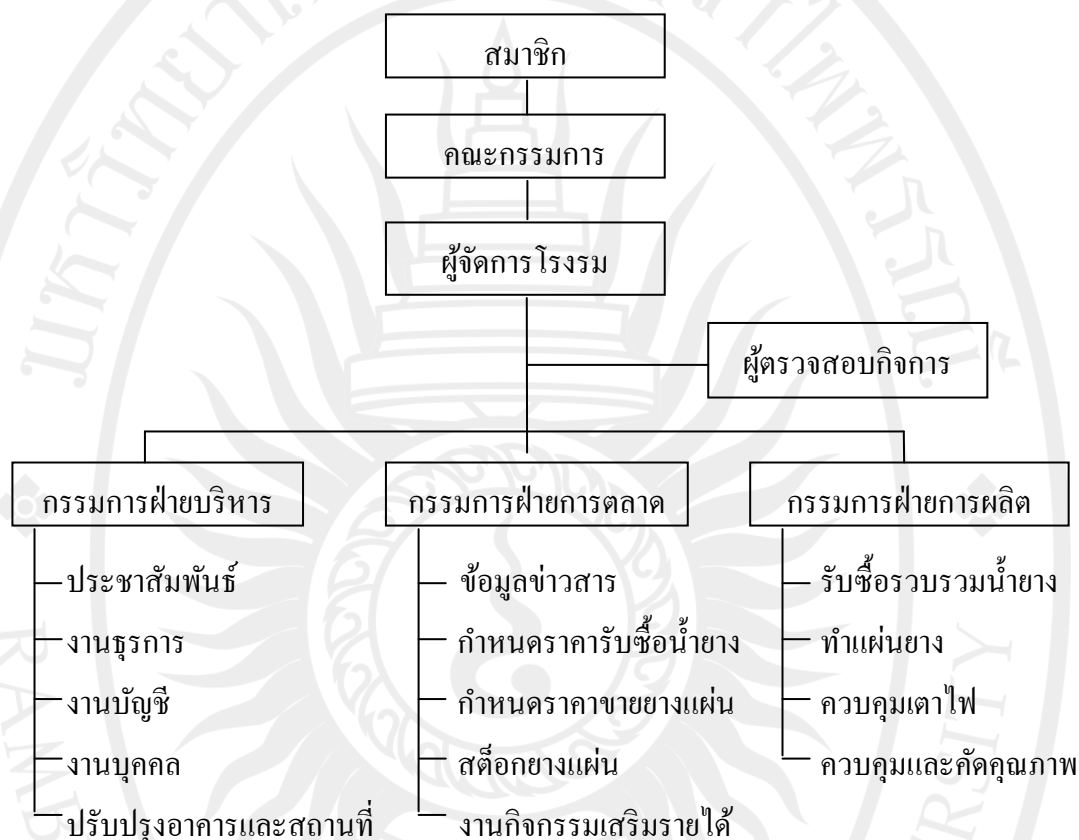 สมาชิก
คณะกรรมการ
ผู้จัดการโรงรม
ผู้ตรวจสอบกิจการ
กรรมการฝ่ายบริหาร
ประชาสัมพันธ์
งานธุรการ
งานบัญชี
งานบุคคล
ปรับปรุงอาคารและสถานที่
กรรมการฝ่ายการตลาด
ข้อมูลข่าวสาร
กำหนดราคารับซื้อน้ำยาง
กำหนดราคาขายยางแผ่น
สต็อกยางแผ่น
งานกิจกรรมเสริมรายได้
กรรมการฝ่ายการผลิต
รับซื้อรวบรวมน้ำยาง
ทำแผ่นยาง
ควบคุมเตาไฟ
ควบคุมและคัดคุณภาพ